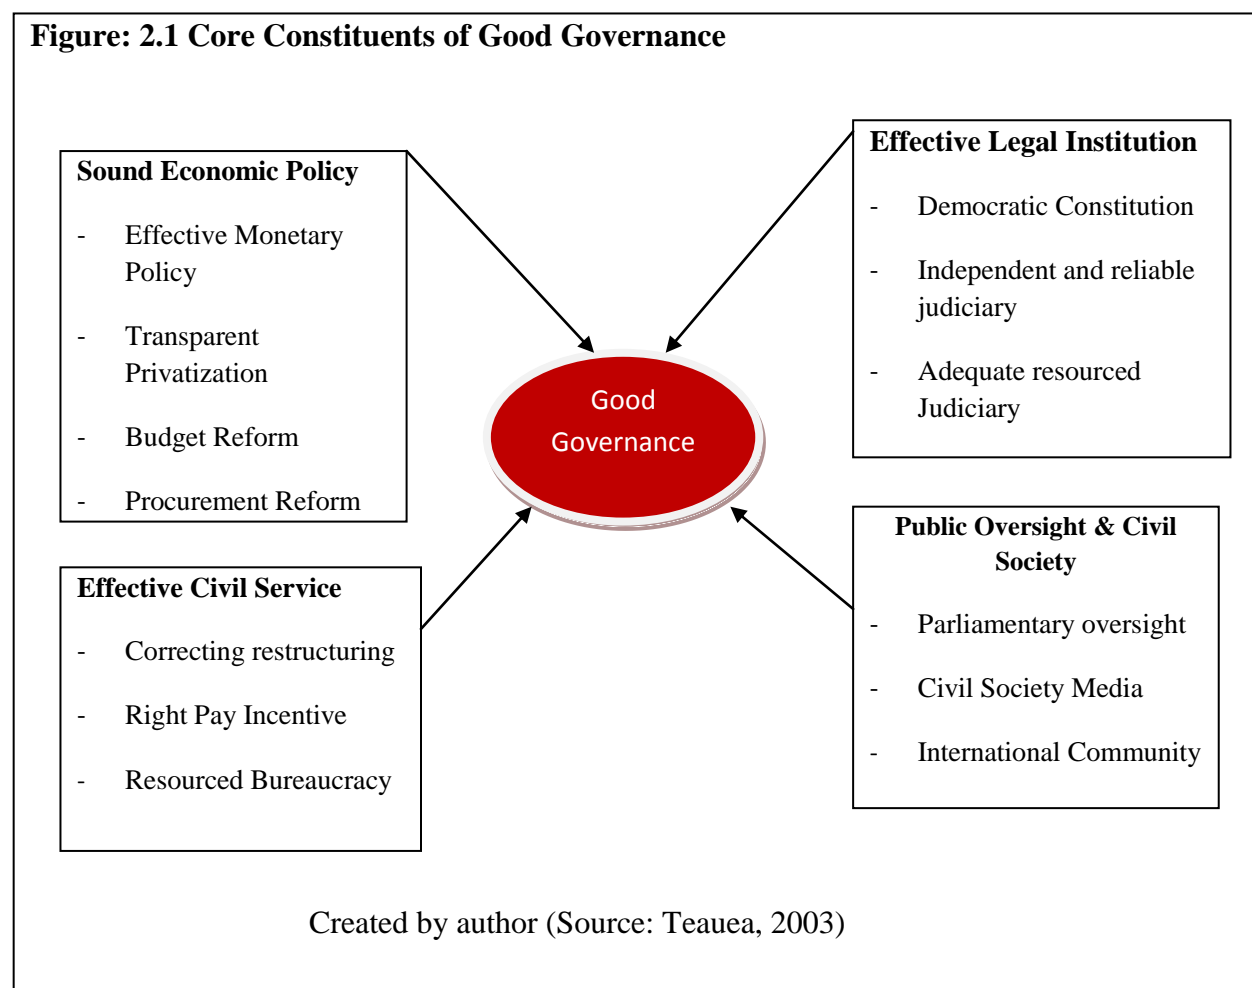 Figure: 2.1 Core Constituents of Good Governance
Sound Economic Policy
- Effective Monetary
Policy
- Transparent
Privatization
- Budget Reform
- Procurement Reform
Effective Legal Institution
- Democratic Constitution
- Independent and reliable
judiciary
- Adequate resourced
Judiciary
Good
Governance
Effective Civil Service
- Correcting restructuring
- Right Pay Incentive
- Resourced Bureaucracy
Public Oversight & Civil
Society
- Parliamentary oversight
- Civil Society Media
- International Community
Created by author (Source: Teauea, 2003)